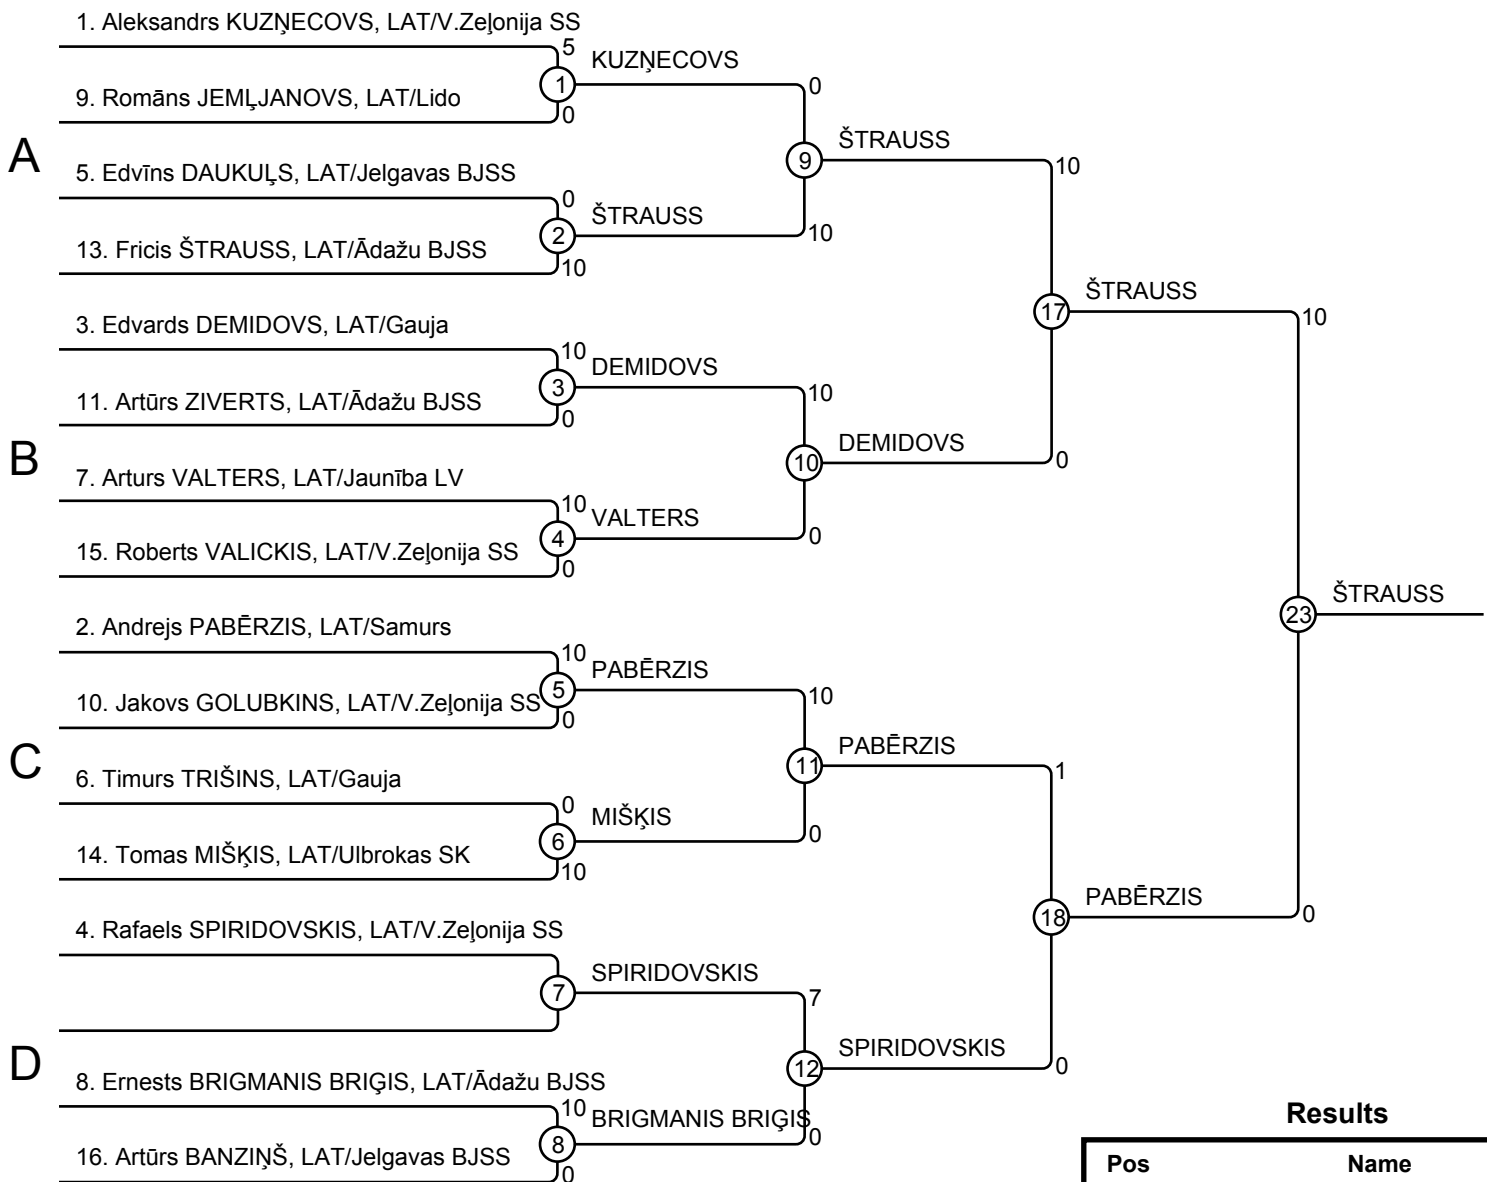 1. Aleksandrs KUZŅECOVS, LAT/V.Zeļonija SS
5
KUZŅECOVS
1
0
9. Romāns JEMĻJANOVS, LAT/Lido
0
A
ŠTRAUSS
9
10
5. Edvīns DAUKUĻS, LAT/Jelgavas BJSS
0
ŠTRAUSS
2
10
13. Fricis ŠTRAUSS, LAT/Ādažu BJSS
10
ŠTRAUSS
17
10
3. Edvards DEMIDOVS, LAT/Gauja
10
DEMIDOVS
3
10
11. Artūrs ZIVERTS, LAT/Ādažu BJSS
0
B
DEMIDOVS
10
0
7. Arturs VALTERS, LAT/Jaunība LV
10
VALTERS
4
0
15. Roberts VALICKIS, LAT/V.Zeļonija SS
0
ŠTRAUSS
23
2. Andrejs PABĒRZIS, LAT/Samurs
10
PABĒRZIS
5
10
10. Jakovs GOLUBKINS, LAT/V.Zeļonija SS
0
C
PABĒRZIS
11
1
6. Timurs TRIŠINS, LAT/Gauja
0
MIŠĶIS
6
0
14. Tomas MIŠĶIS, LAT/Ulbrokas SK
10
PABĒRZIS
18
0
4. Rafaels SPIRIDOVSKIS, LAT/V.Zeļonija SS
SPIRIDOVSKIS
7
7
D
SPIRIDOVSKIS
12
0
8. Ernests BRIGMANIS BRIĢIS, LAT/Ādažu BJSS
10
BRIGMANIS BRIĢIS
8
0
16. Artūrs BANZIŅŠ, LAT/Jelgavas BJSS
0
Results
Pos Name